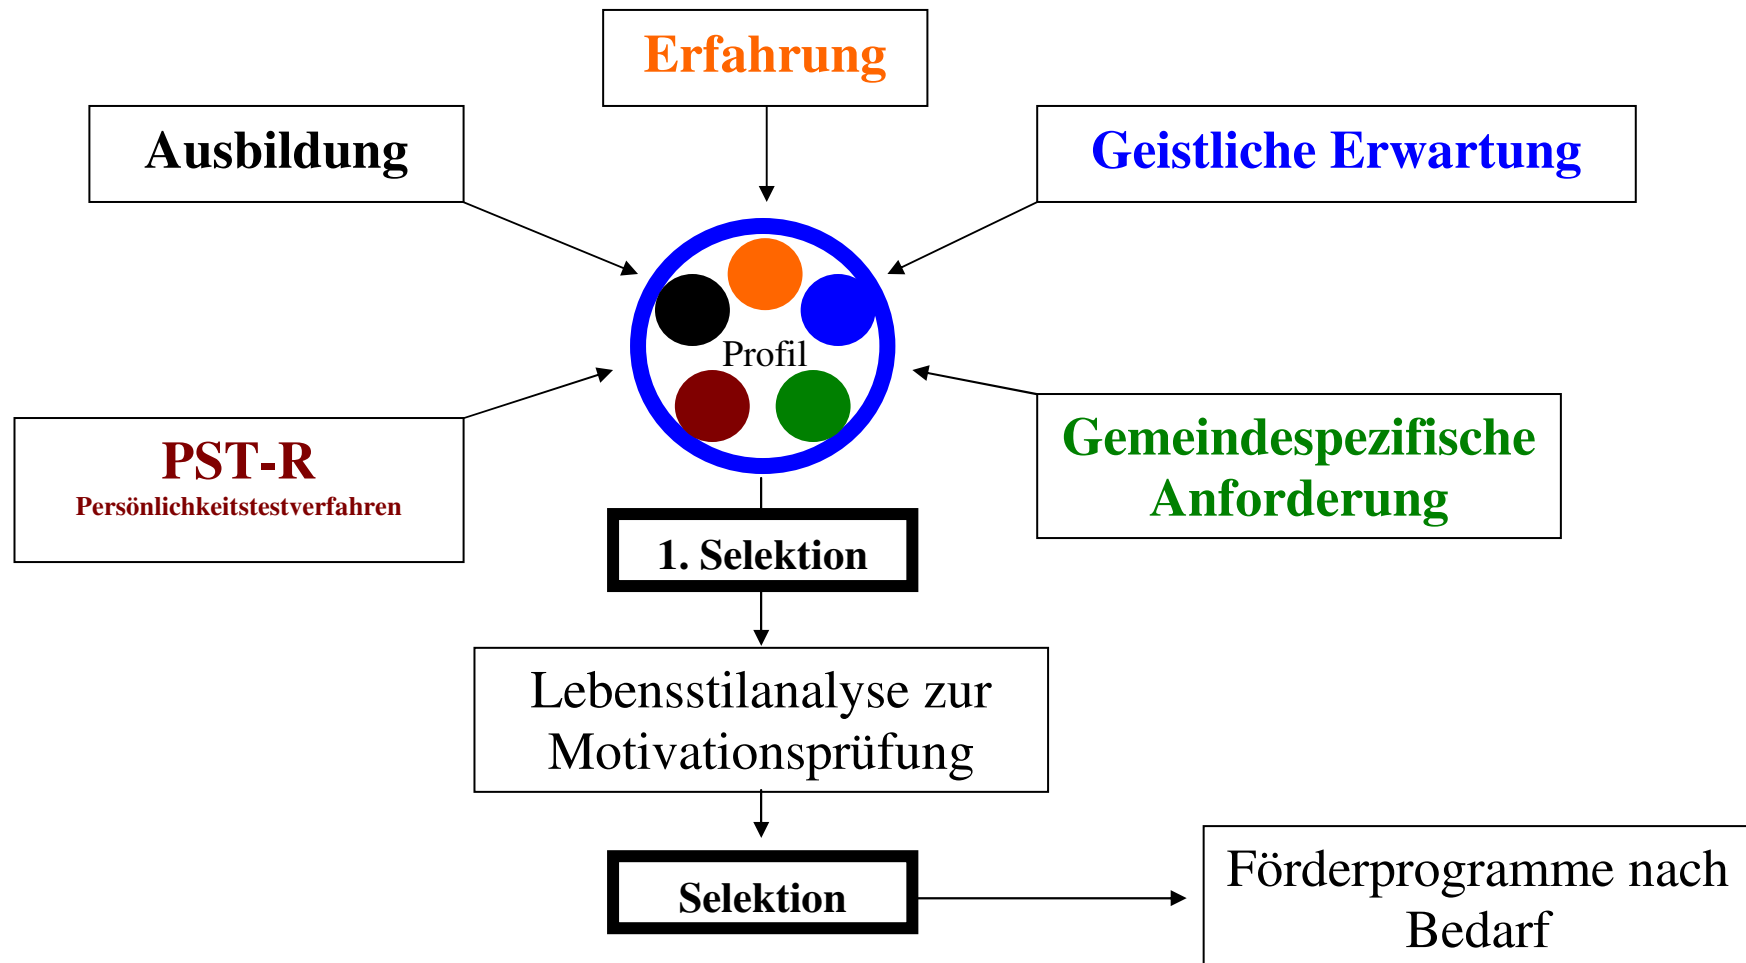 Erfahrung
Ausbildung
Geistliche Erwartung
Profil
PST-R
Persönlichkeitstestverfahren
Gemeindespezifische
Anforderung
1. Selektion
Lebensstilanalyse zur
Motivationsprüfung
Selektion
Förderprogramme nach
Bedarf